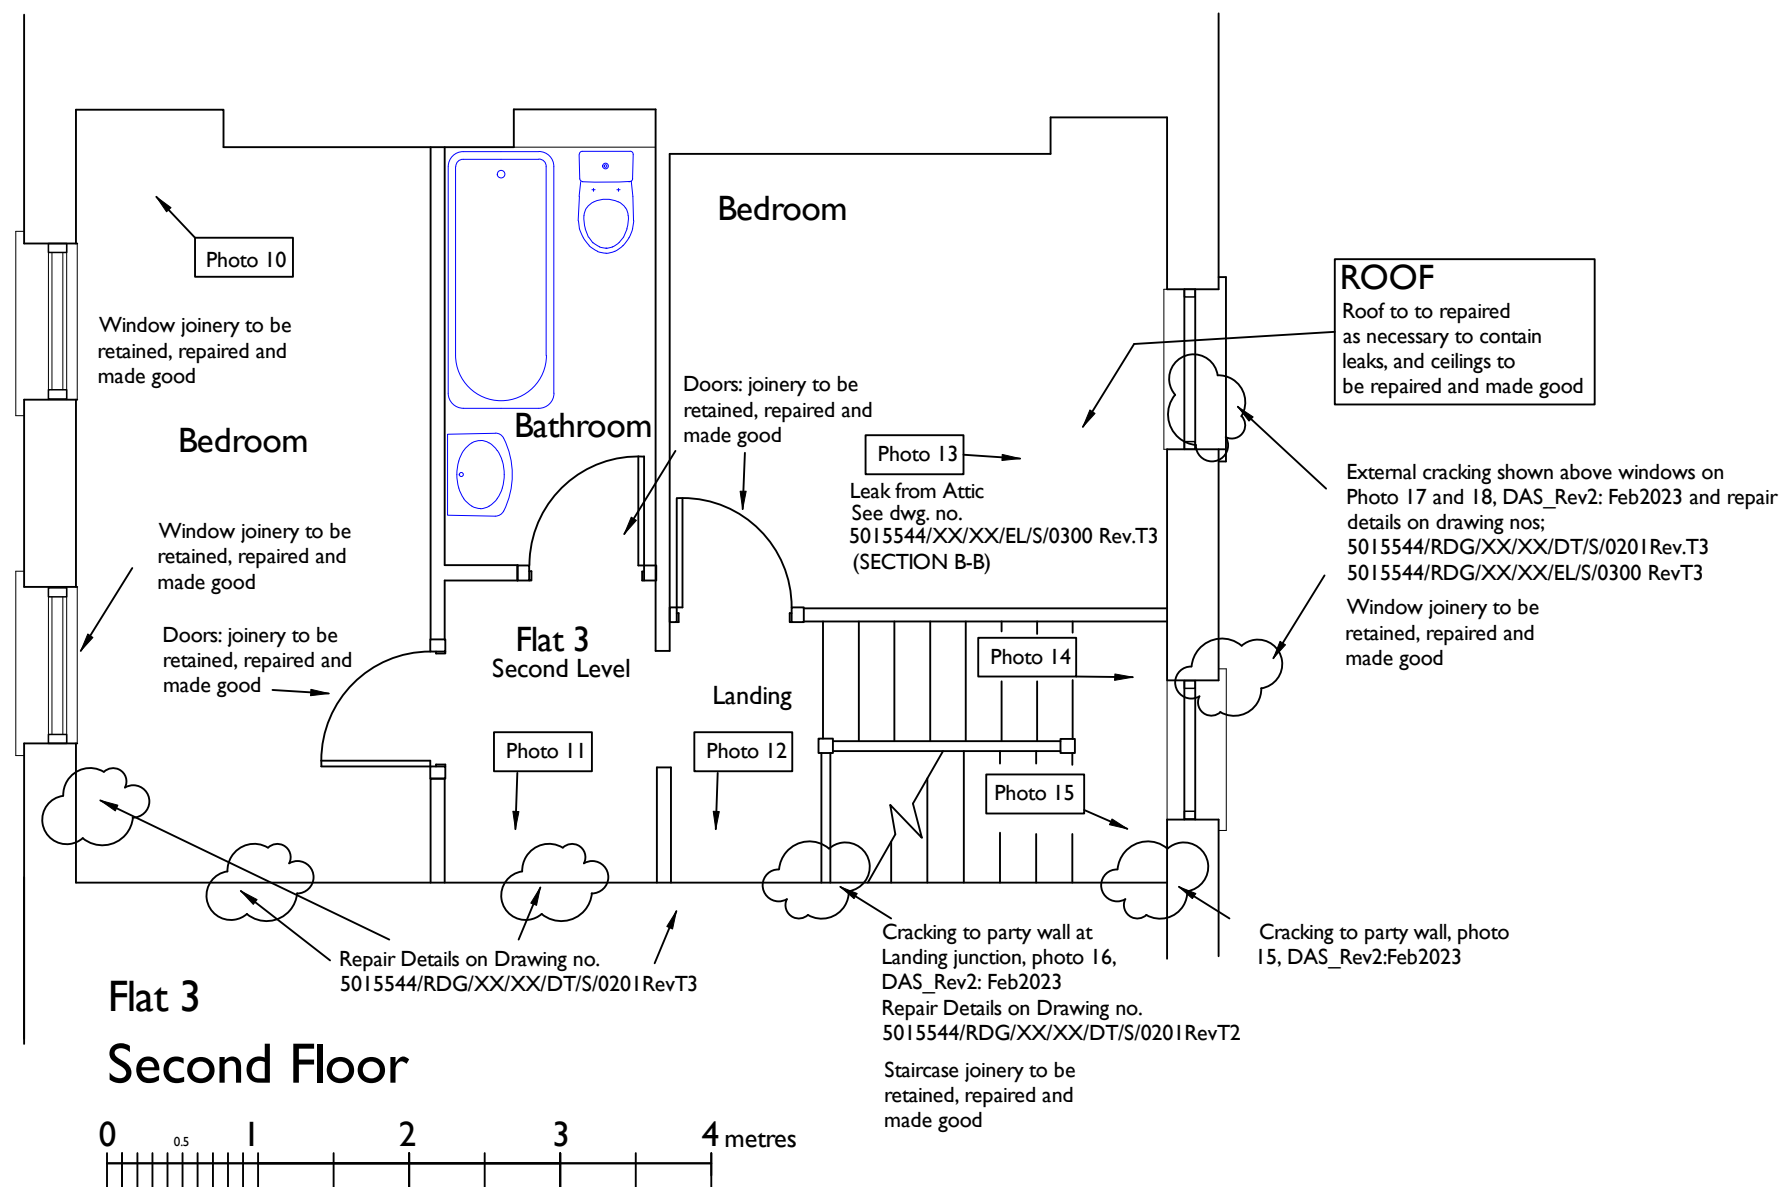 Bedroom
Photo 10
Window joinery to be
retained, repaired and
made good
Bedroom
Bathroom
Doors: joinery to be
retained, repaired and
made good
ROOF
Roof to to repaired
as necessary to contain
leaks, and ceilings to
be repaired and made good
Photo 13
Leak from Attic
See dwg. no.
5015544/XX/XX/EL/S/0300 Rev.T3
(SECTION B-B)
External cracking shown above windows on
Photo 17 and 18, DAS_Rev2: Feb2023 and repair
details on drawing nos;
5015544/RDG/XX/XX/DT/S/0201Rev.T3
5015544/RDG/XX/XX/EL/S/0300 RevT3
Window joinery to be
retained, repaired and
made good
Window joinery to be
retained, repaired and
made good
Doors: joinery to be
retained, repaired and
made good
Flat 3
Second Level
Landing
Photo 14
Photo 11
Photo 12
Photo 15
Repair Details on Drawing no.
5015544/RDG/XX/XX/DT/S/0201RevT3
Cracking to party wall at
Landing junction, photo 16,
DAS_Rev2: Feb2023
Repair Details on Drawing no.
5015544/RDG/XX/XX/DT/S/0201RevT2
Staircase joinery to be
retained, repaired and
made good
Cracking to party wall, photo
15, DAS_Rev2:Feb2023
Flat 3
Second Floor
0 0.5 1 2 3 4 metres